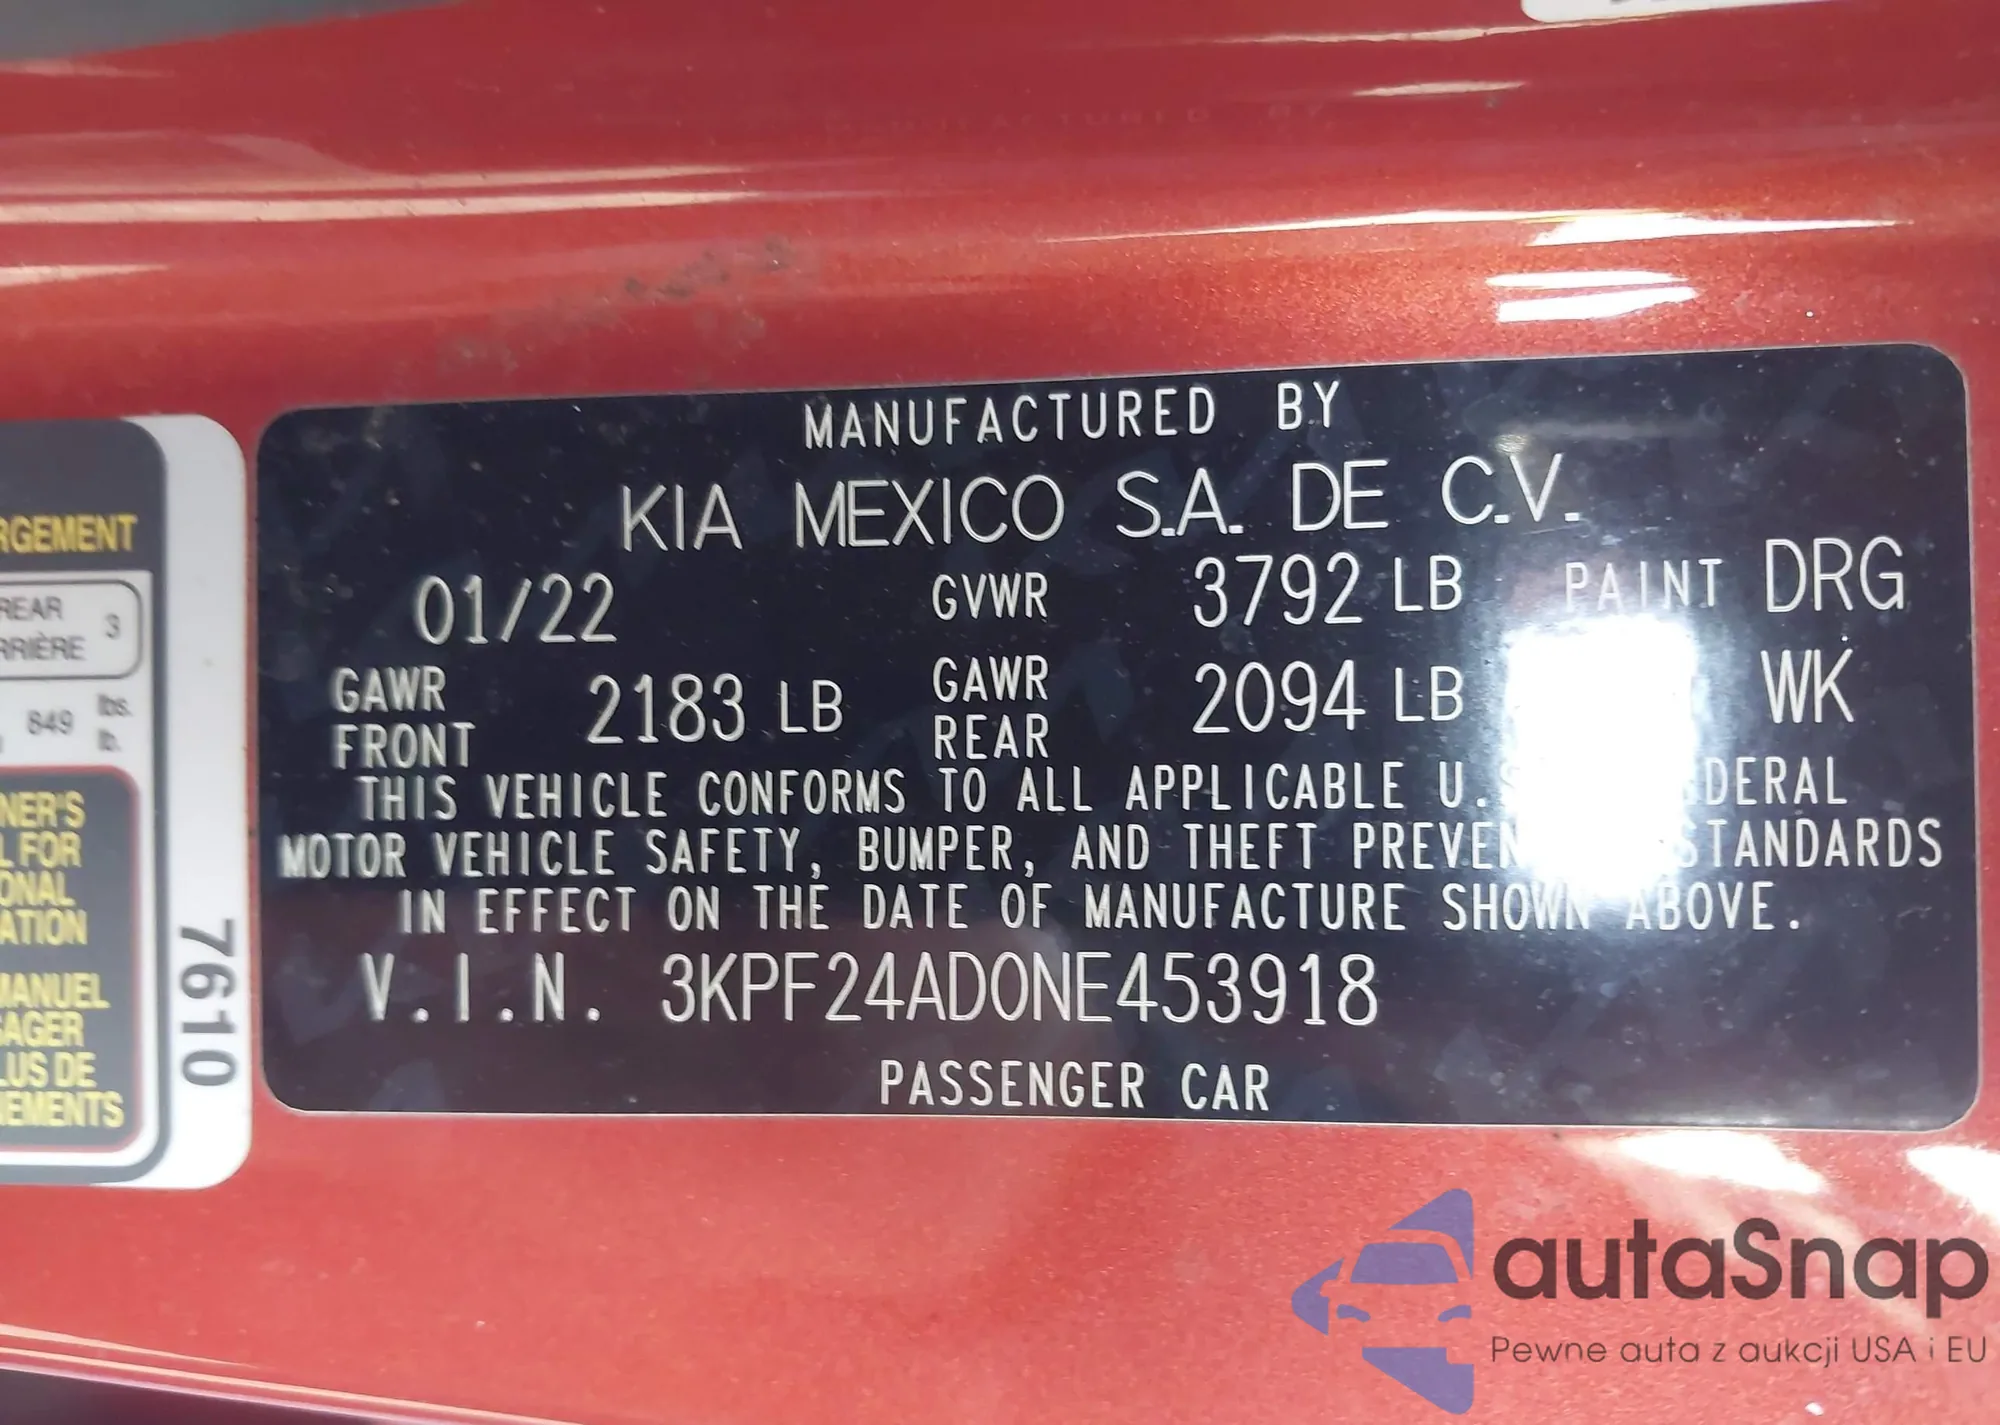 MANUFACTURED BY
KIA MEXICO S.A. DE C.V.
01/22 GVWR 3792 LB PAINT DRG
GAWR FRONT 2183 LB GAWR REAR 2094 LB WK
THIS VEHICLE CONFORMS TO ALL APPLICABLE U.S. DERAL
MOTOR VEHICLE SAFETY, BUMPER, AND THEFT PREVEN STANDARDS
IN EFFECT ON THE DATE OF MANUFACTURE SHOWN ABOVE.
V.I.N. 3KPF24AD0NE453918
PASSENGER CAR
RGEMENT
REAR
RRIÈRE 3
849 lbs.
lb.
NER'S
L FOR
ONAL
ATION
MANUEL
SAGER
LUS DE
NEMENTS
7610
autaSnap
Pewne auta z aukcji USA i EU